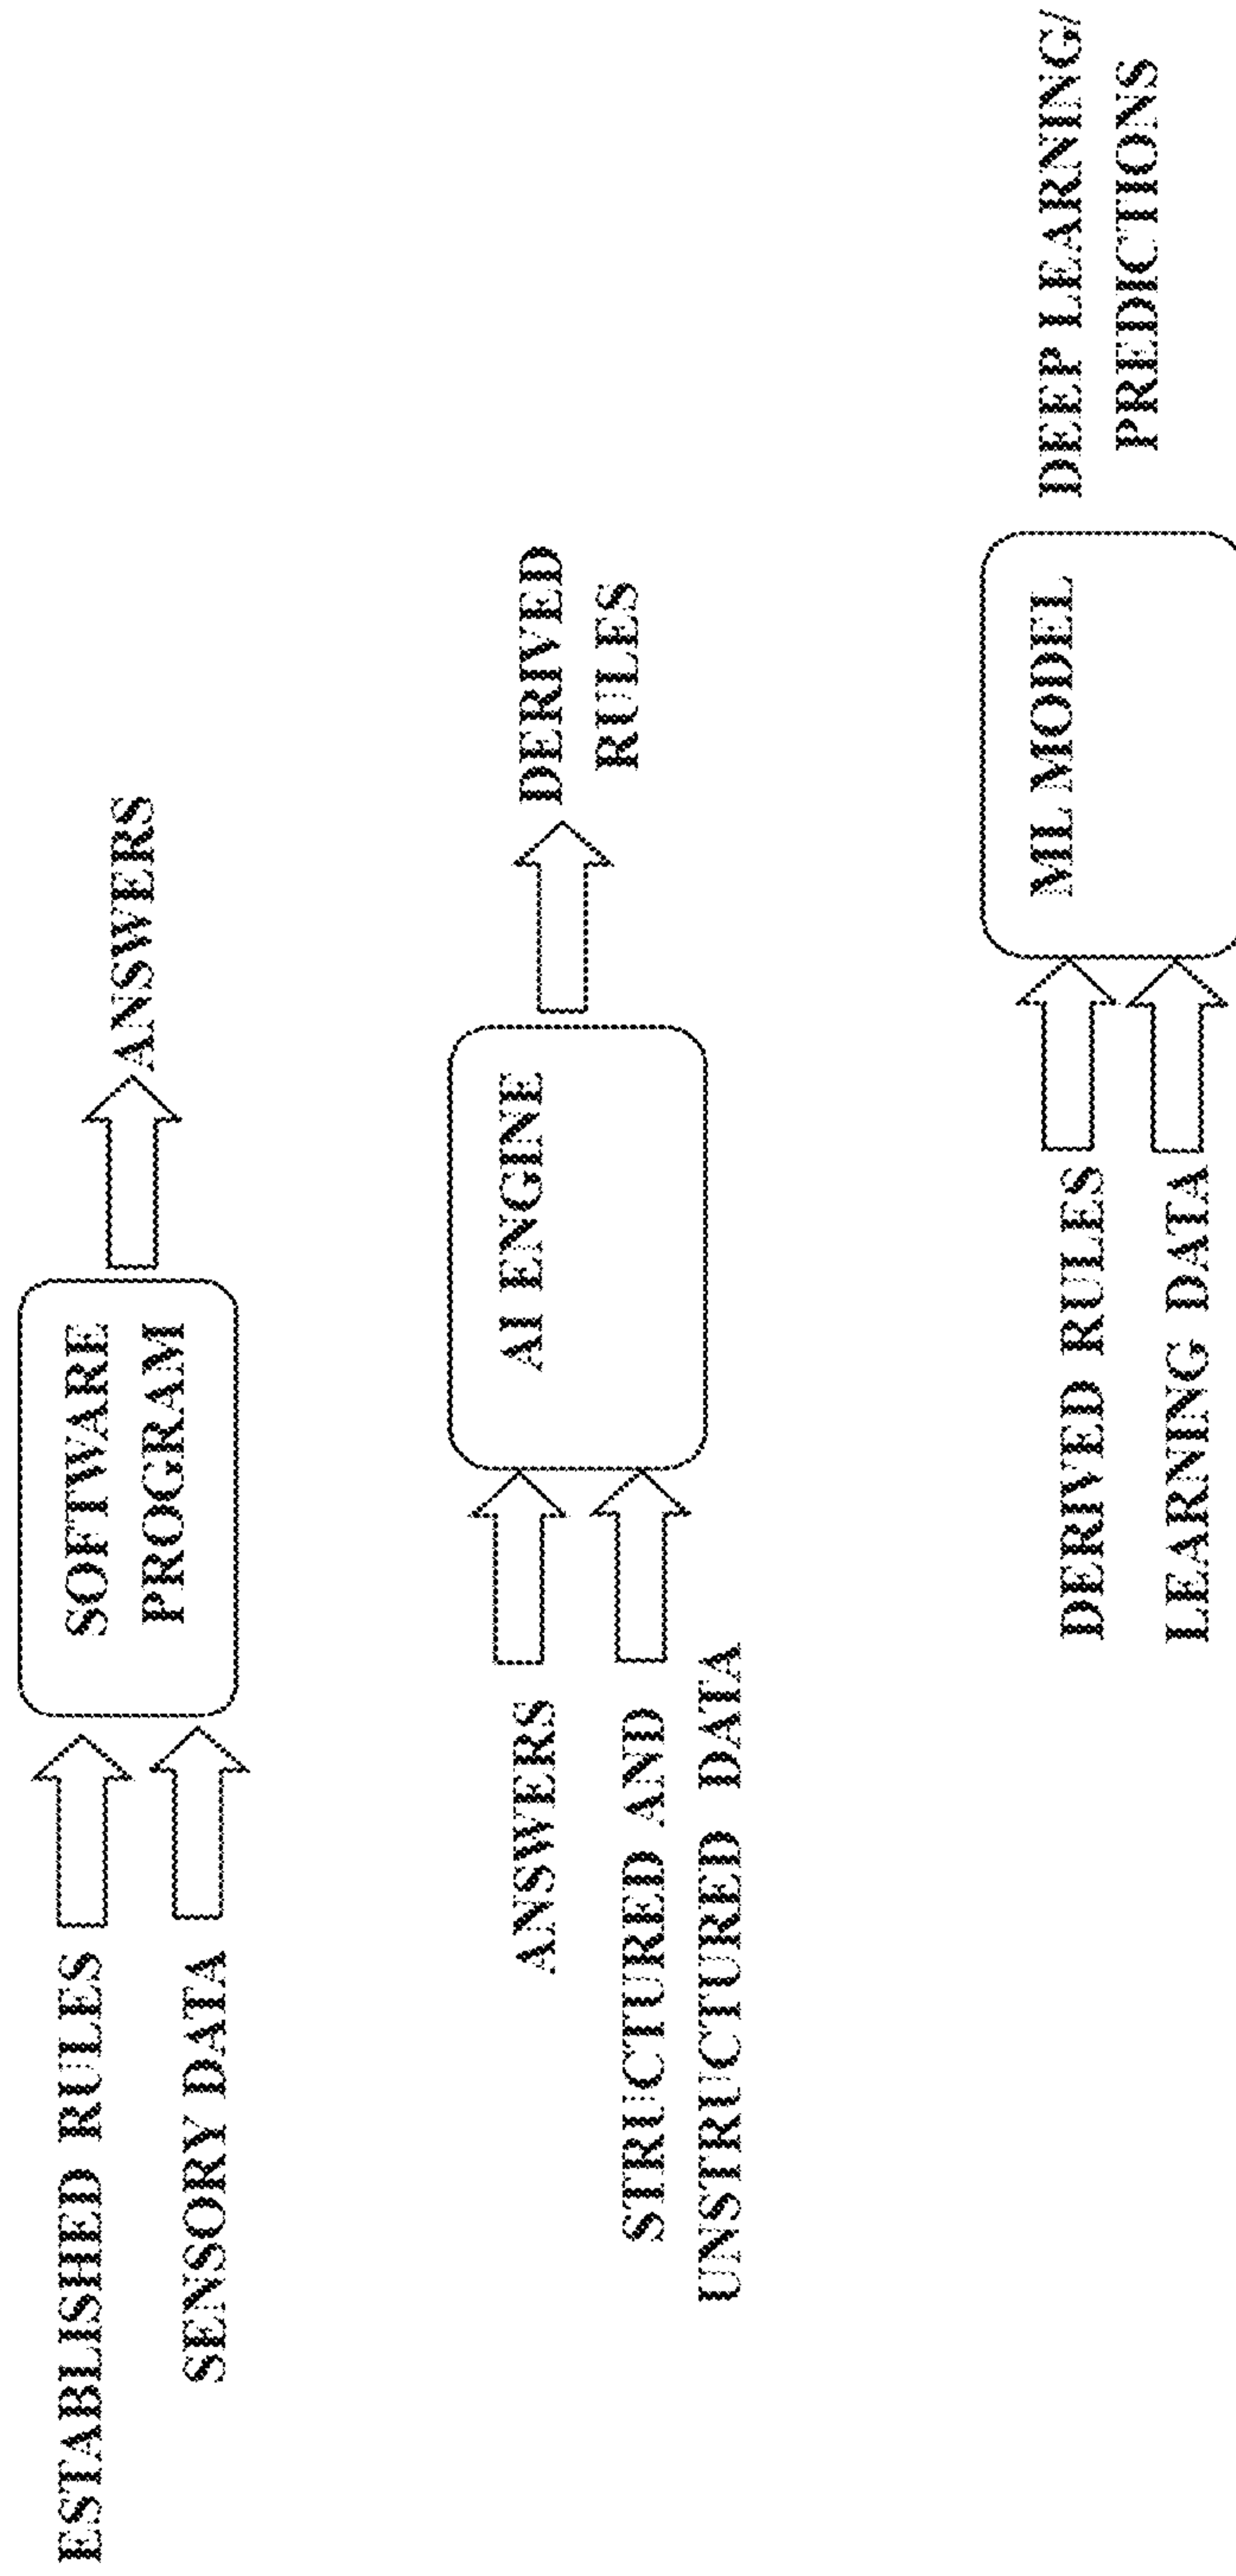 ESTABLISHED RULES
SENSORY DATA
SOFTWARE
PROGRAM
ANSWERS
ANSWERS
STRUCTURED AND
UNSTRUCTURED DATA
AI ENGINE
DERIVED
RULES
DERIVED RULES
LEARNING DATA
ML MODEL
DEEP LEARNING/
PREDICTIONS